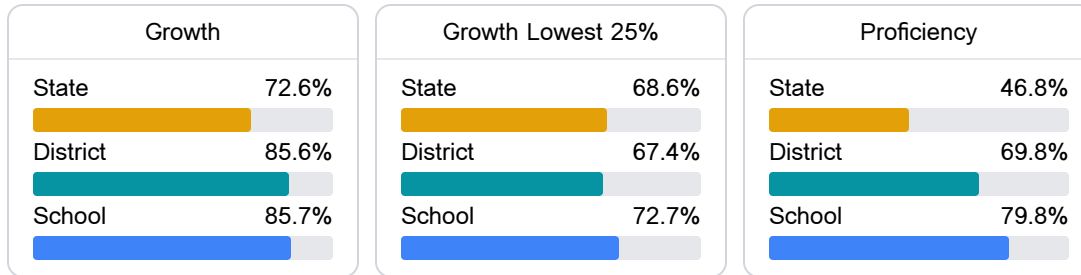 Growth
State 72.6%
District 85.6%
School 85.7%
Growth Lowest 25%
State 68.6%
District 67.4%
School 72.7%
Proficiency
State 46.8%
District 69.8%
School 79.8%